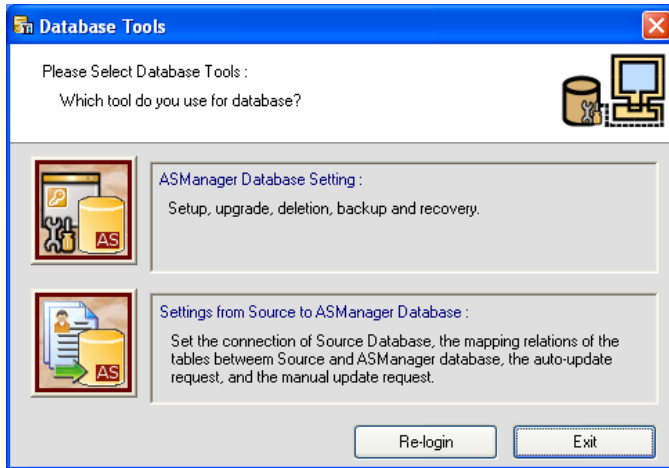 Database Tools
Please Select Database Tools :
Which tool do you use for database?
AS
ASManager Database Setting :
Setup, upgrade, deletion, backup and recovery.
AS
Settings from Source to ASManager Database :
Set the connection of Source Database, the mapping relations of the
tables betweem Source and ASManager database, the auto-update
request, and the manual update request.
Re-login
Exit